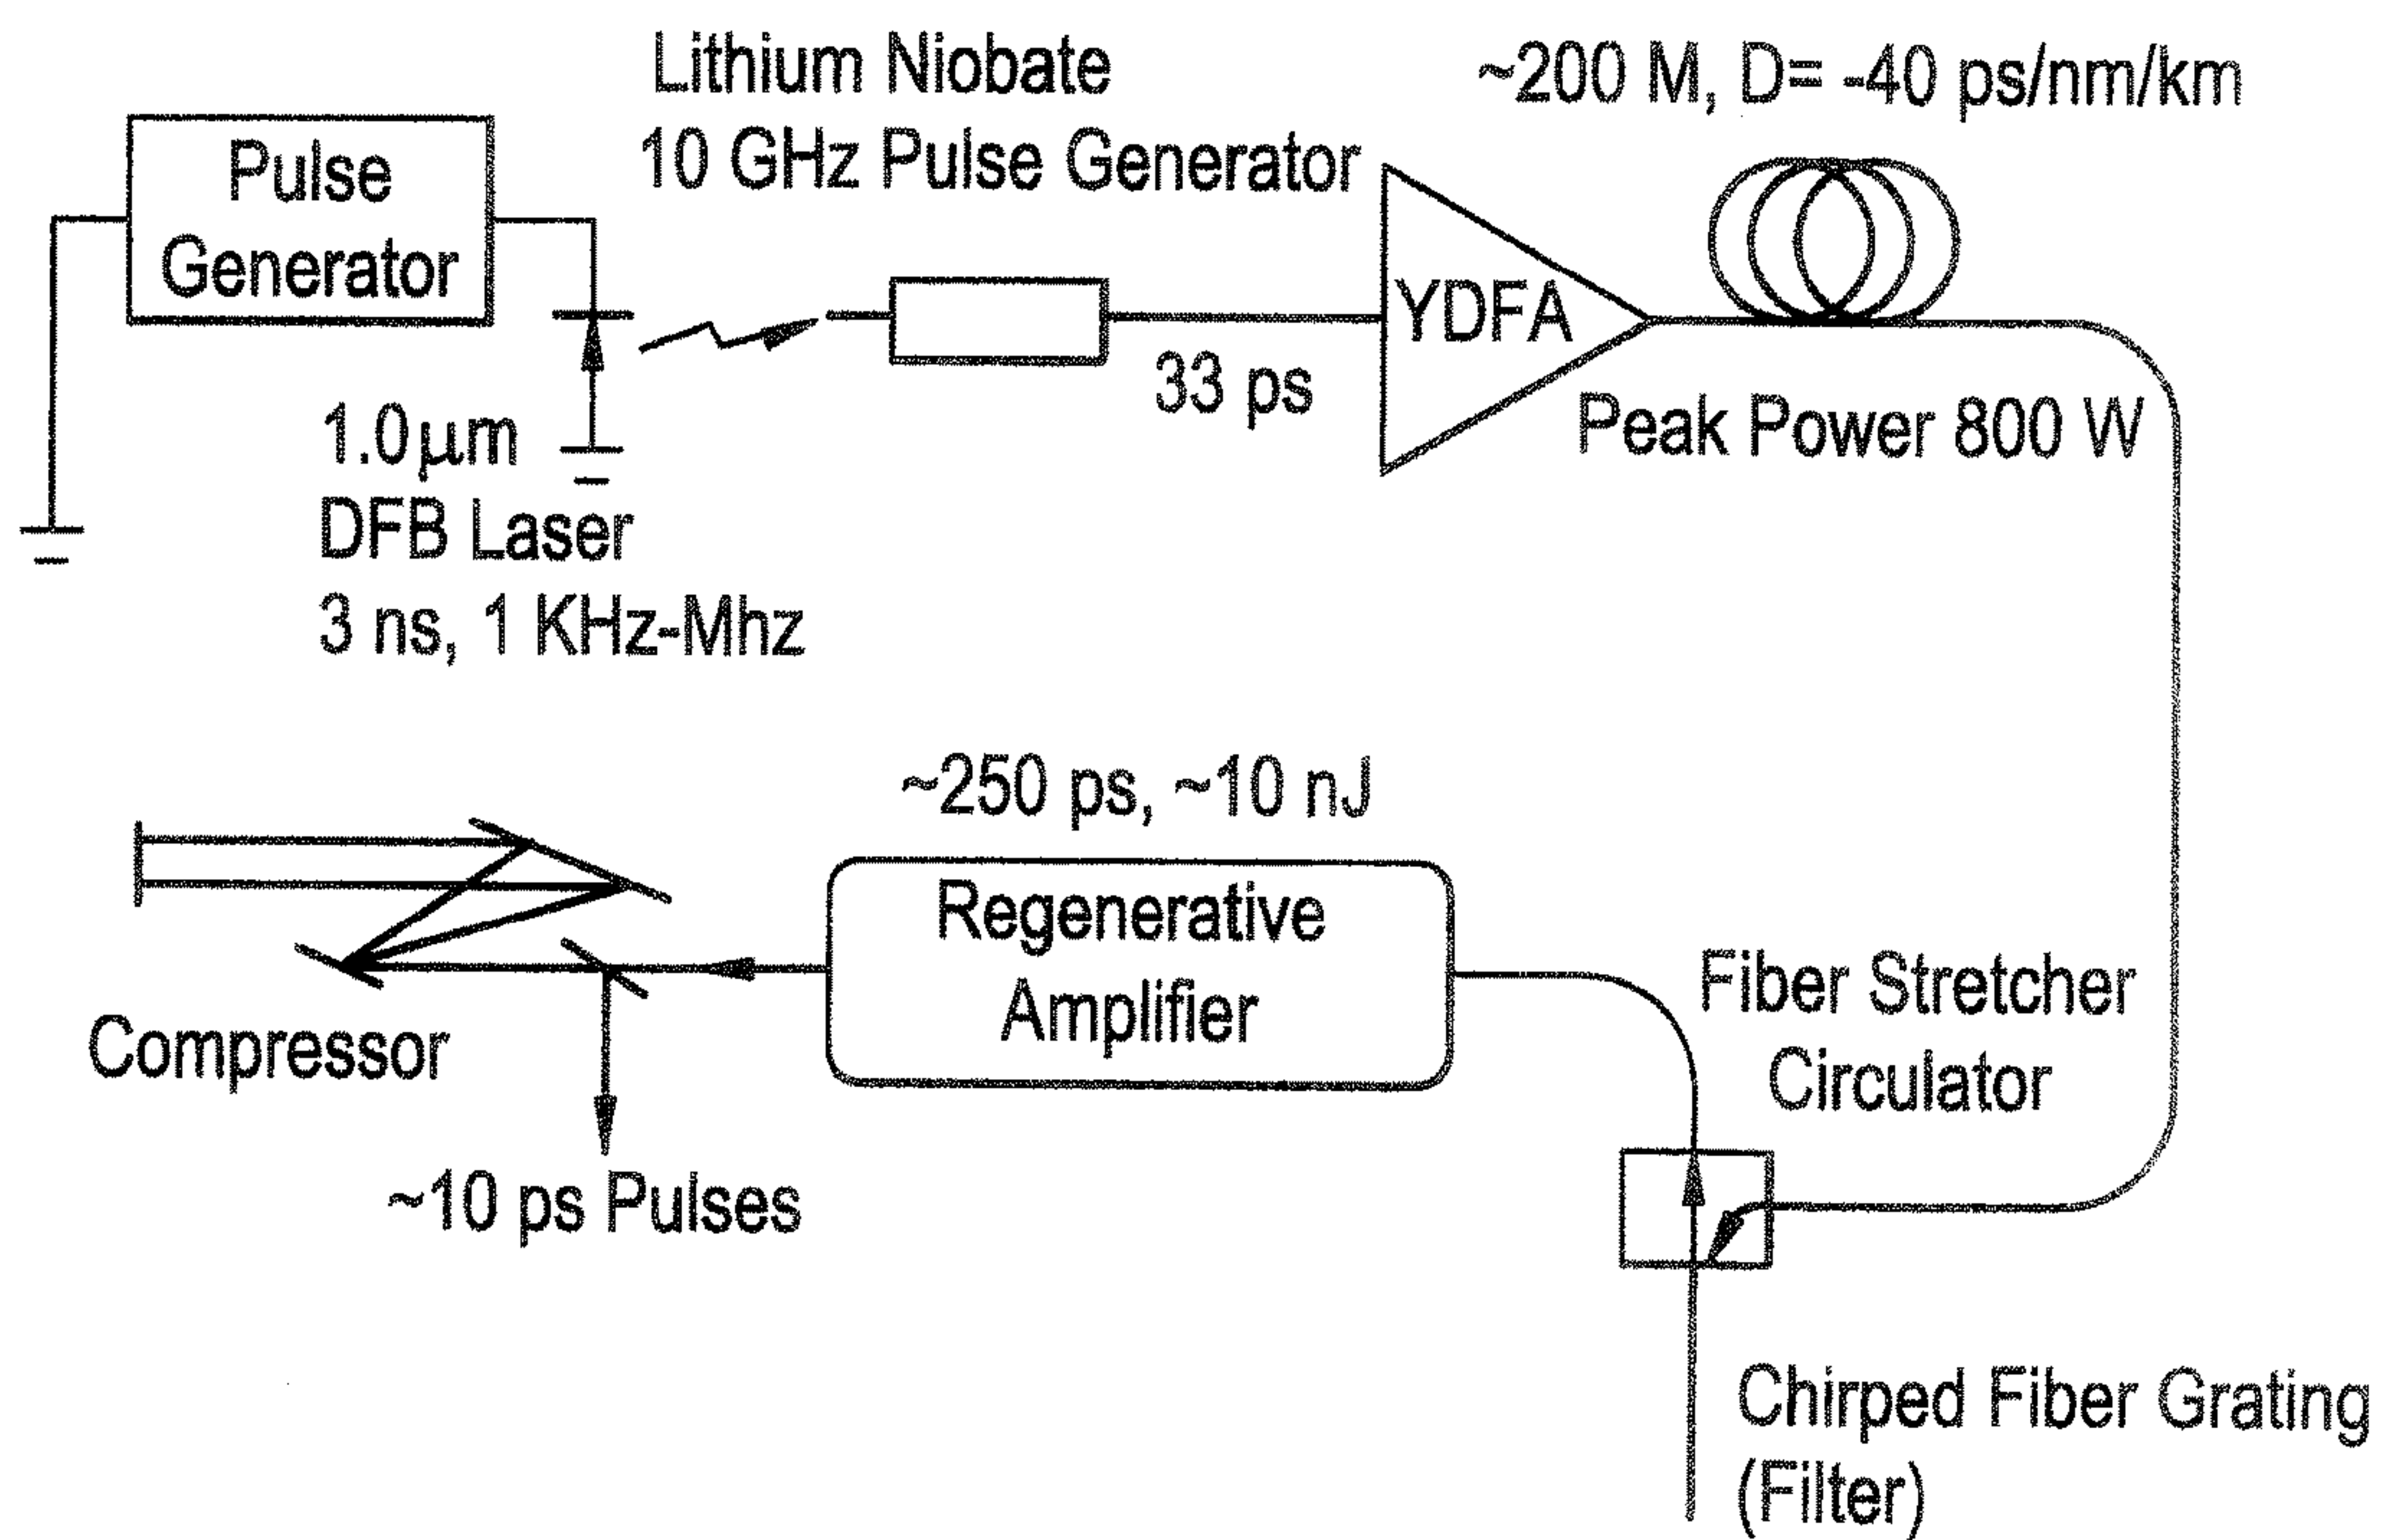 Lithium Niobate
10 GHz Pulse Generator
~200 M, D= -40 ps/nm/km
Pulse
Generator
YDFA
33 ps
Peak Power 800 W
1.0μm
DFB Laser
3 ns, 1 KHz-Mhz
~250 ps, ~10 nJ
Regenerative
Amplifier
Fiber Stretcher
Circulator
Compressor
~10 ps Pulses
Chirped Fiber Grating
(Filter)